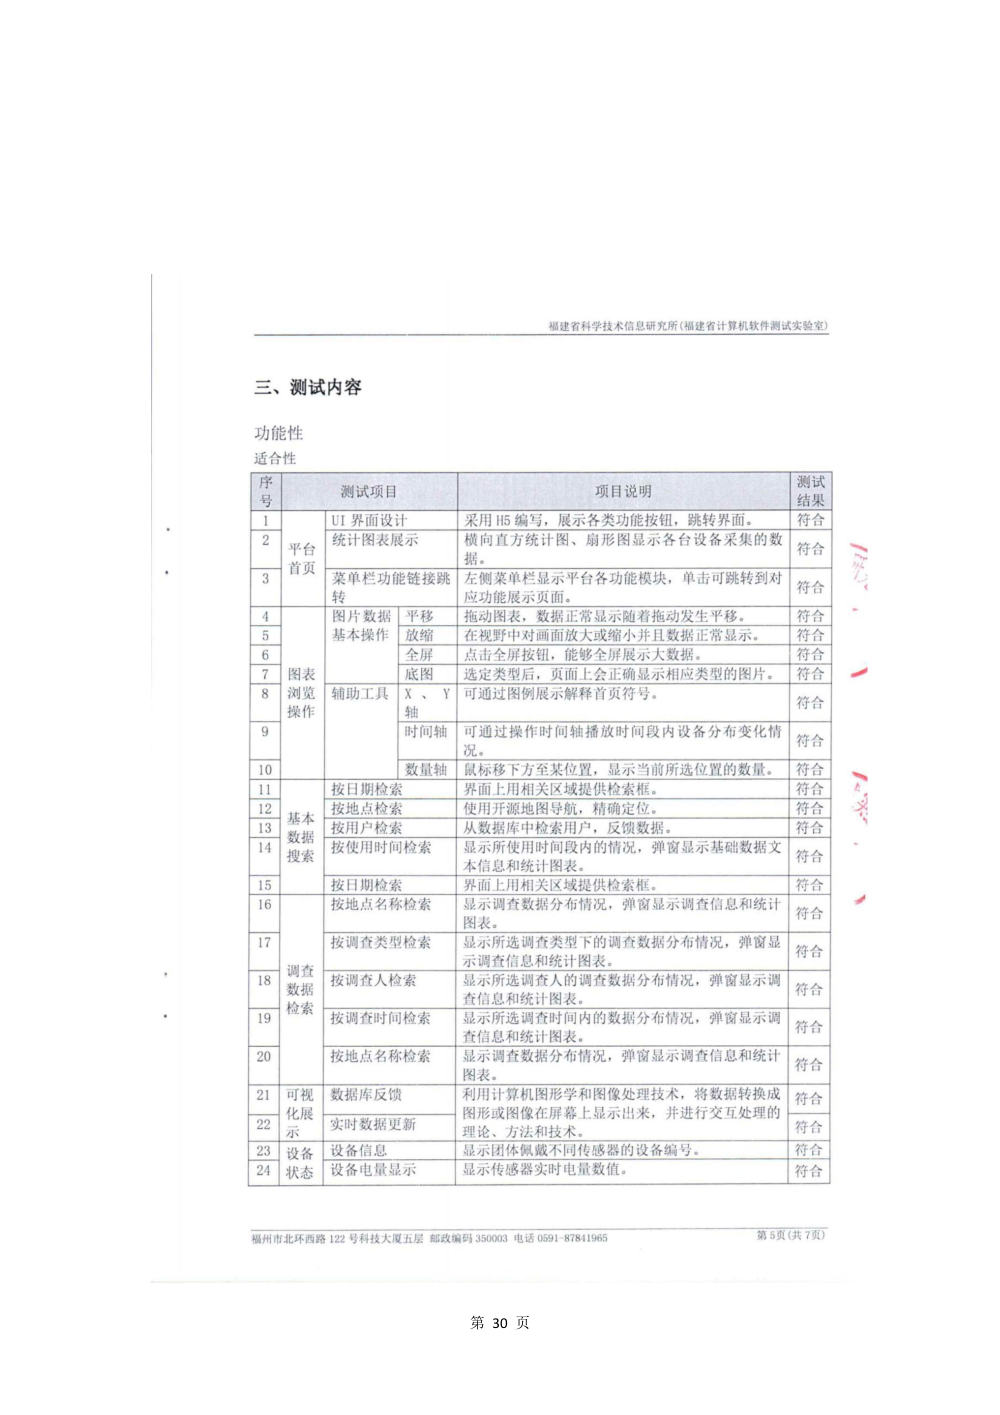 福建省科学技术信息研究所(福建省计算机软件测试实验室)
三、测试内容
功能性
适合性
序号 测试项目 项目说明 测试结果
1 平台首页 UI 界面设计 采用 H5 编写，展示各类功能按钮，跳转界面。 符合
2 统计图表展示 横向直方统计图、扇形图显示各台设备采集的数
据。 符合
3 菜单栏功能链接跳
转 左侧菜单栏显示平台各功能模块，单击可跳转到对
应功能展示页面。 符合
4 图表浏览操作 图片数据基本操作 平移 拖动图表，数据正常显示随着拖动发生平移。 符合
5 放缩 在视野中对画面放大或缩小并且数据正常显示。 符合
6 全屏 点击全屏按钮，能够全屏展示大数据。 符合
7 底图 选定类型后，页面上会正确显示相应类型的图片。 符合
8 辅助工具 X 、 Y
轴 可通过图例展示解释首页符号。 符合
9 时间轴 可通过操作时间轴播放时间段内设备分布变化情
况。 符合
10 数量轴 鼠标移下方至某位置，显示当前所选位置的数量。 符合
11 基本数据搜索 按日期检索 界面上用相关区域提供检索框。 符合
12 按地点检索 使用开源地图导航，精确定位。 符合
13 按用户检索 从数据库中检索用户，反馈数据。 符合
14 按使用时间检索 显示所使用时间段内的情况，弹窗显示基础数据文
本信息和统计图表。 符合
15 按日期检索 界面上用相关区域提供检索框。 符合
16 调查数据检索 按地点名称检索 显示调查数据分布情况，弹窗显示调查信息和统计
图表。 符合
17 按调查类型检索 显示所选调查类型下的调查数据分布情况，弹窗显
示调查信息和统计图表。 符合
18 按调查人检索 显示所选调查人的调查数据分布情况，弹窗显示调
查信息和统计图表。 符合
19 按调查时间检索 显示所选调查时间内的数据分布情况，弹窗显示调
查信息和统计图表。 符合
20 按地点名称检索 显示调查数据分布情况，弹窗显示调查信息和统计
图表。 符合
21 可视化展示 数据库反馈 利用计算机图形学和图像处理技术，将数据转换成
图形或图像在屏幕上显示出来，并进行交互处理的
理论、方法和技术。 符合
22 实时数据更新 符合
23 设备状态 设备信息 显示团体佩戴不同传感器的设备编号。 符合
24 设备电量显示 显示传感器实时电量数值。 符合
福州市北环西路 122 号科技大厦五层 邮政编码 350003 电话 0591-87841965 第 5页(共 7页)
第 30 页